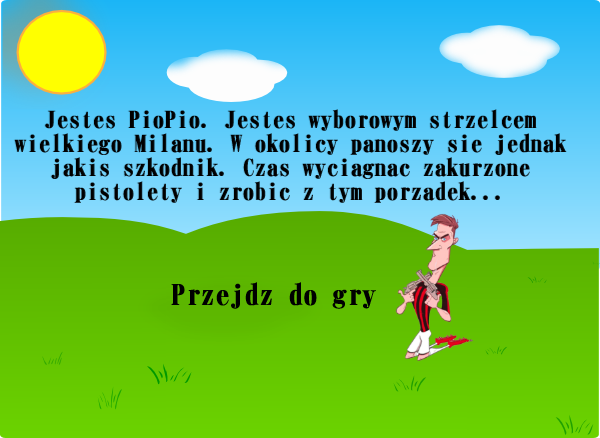 Jestes PioPio. Jestes wyborowym strzelcem
wielkiego Milanu. W okolicy panoszy sie jednak
jakis szkodnik. Czas wyciagnac zakurzone
pistolety i zrobic z tym porzadek...
Przejdz do gry